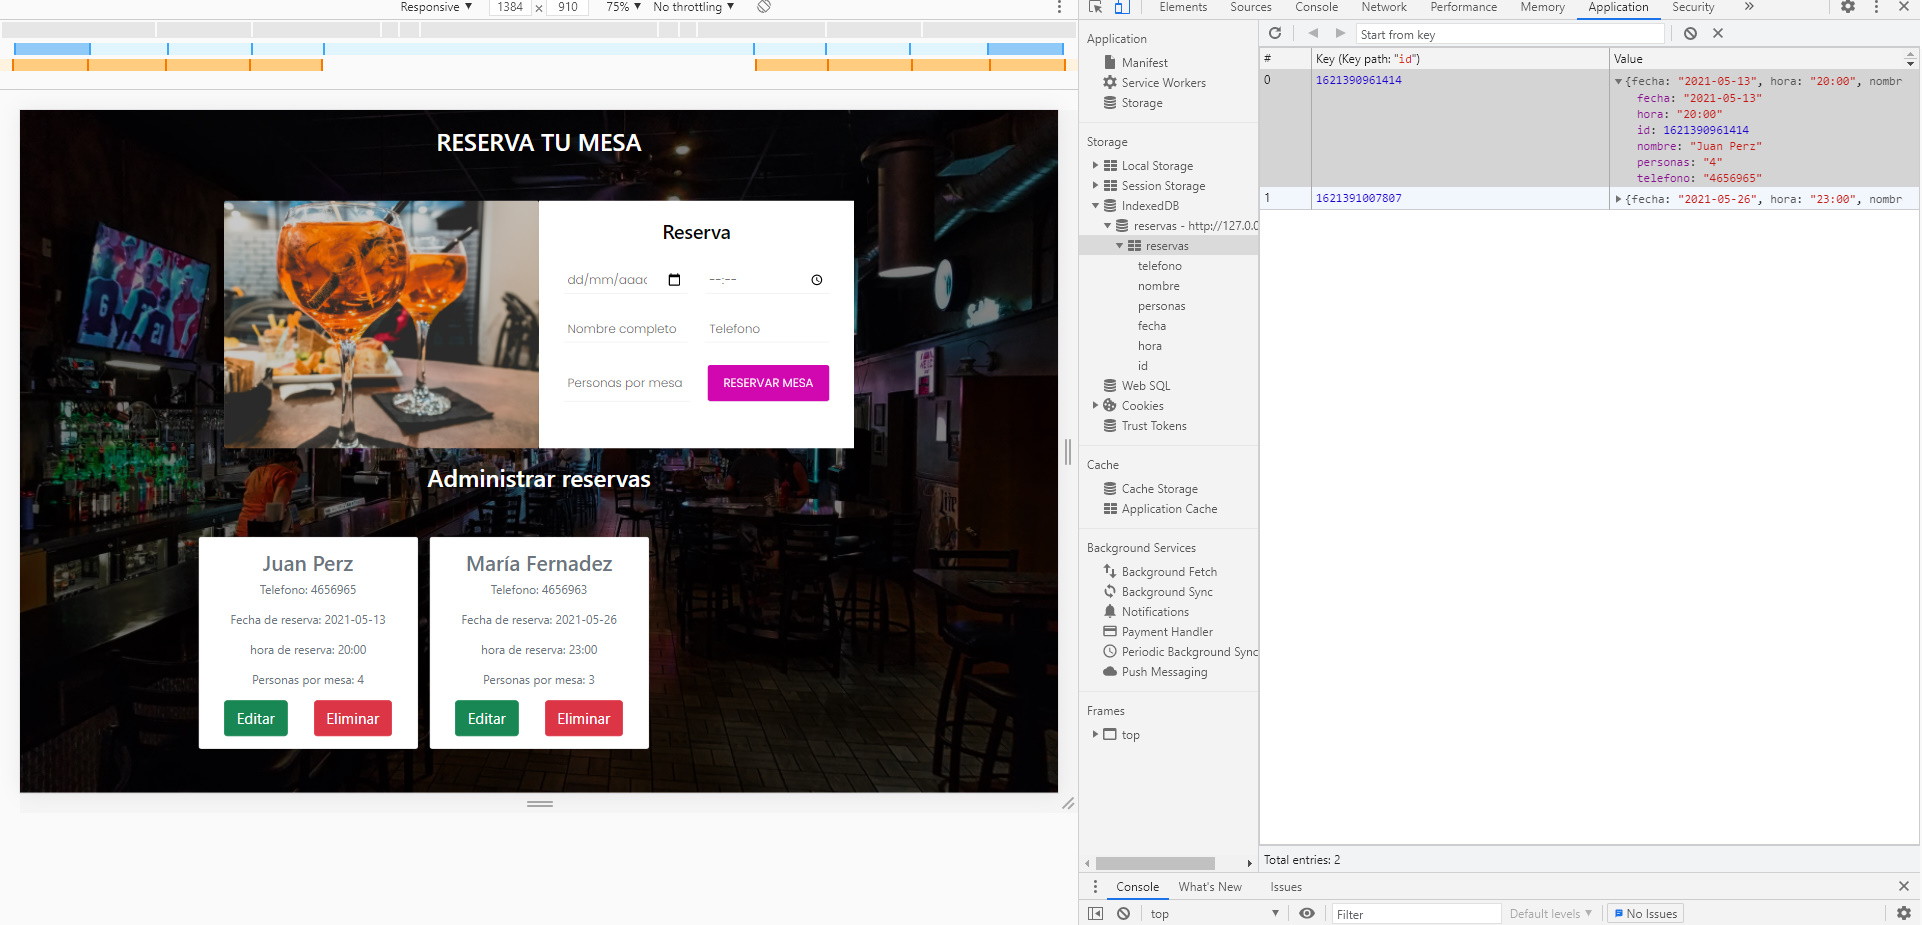 Responsive ▼ 1384 × 910 75% ▼ No throttling ▼
RESERVA TU MESA
Reserva
dd/mm/aaaa
--:--
Nombre completo
Telefono
Personas por mesa
RESERVAR MESA
Administrar reservas
Juan Perz
Telefono: 4656965
Fecha de reserva: 2021-05-13
hora de reserva: 20:00
Personas por mesa: 4
Editar
Eliminar
María Fernadez
Telefono: 4656963
Fecha de reserva: 2021-05-26
hora de reserva: 23:00
Personas por mesa: 3
Editar
Eliminar
Elements Sources Console Network Performance Memory Application Security »
Application
Manifest
Service Workers
Storage
Storage
Local Storage
Session Storage
IndexedDB
reservas - http://127.0.0
reservas
telefono
nombre
personas
fecha
hora
id
Web SQL
Cookies
Trust Tokens
Cache
Cache Storage
Application Cache
Background Services
Background Fetch
Background Sync
Notifications
Payment Handler
Periodic Background Sync
Push Messaging
Frames
top
Start from key
# Key (Key path: "id") Value
0 1621390961414 {fecha: "2021-05-13", hora: "20:00", nombr
fecha: "2021-05-13"
hora: "20:00"
id: 1621390961414
nombre: "Juan Perz"
personas: "4"
telefono: "4656965"
1 1621391007807 {fecha: "2021-05-26", hora: "23:00", nombr
Total entries: 2
Console What's New Issues
top ▼ Filter Default levels ▼ No Issues